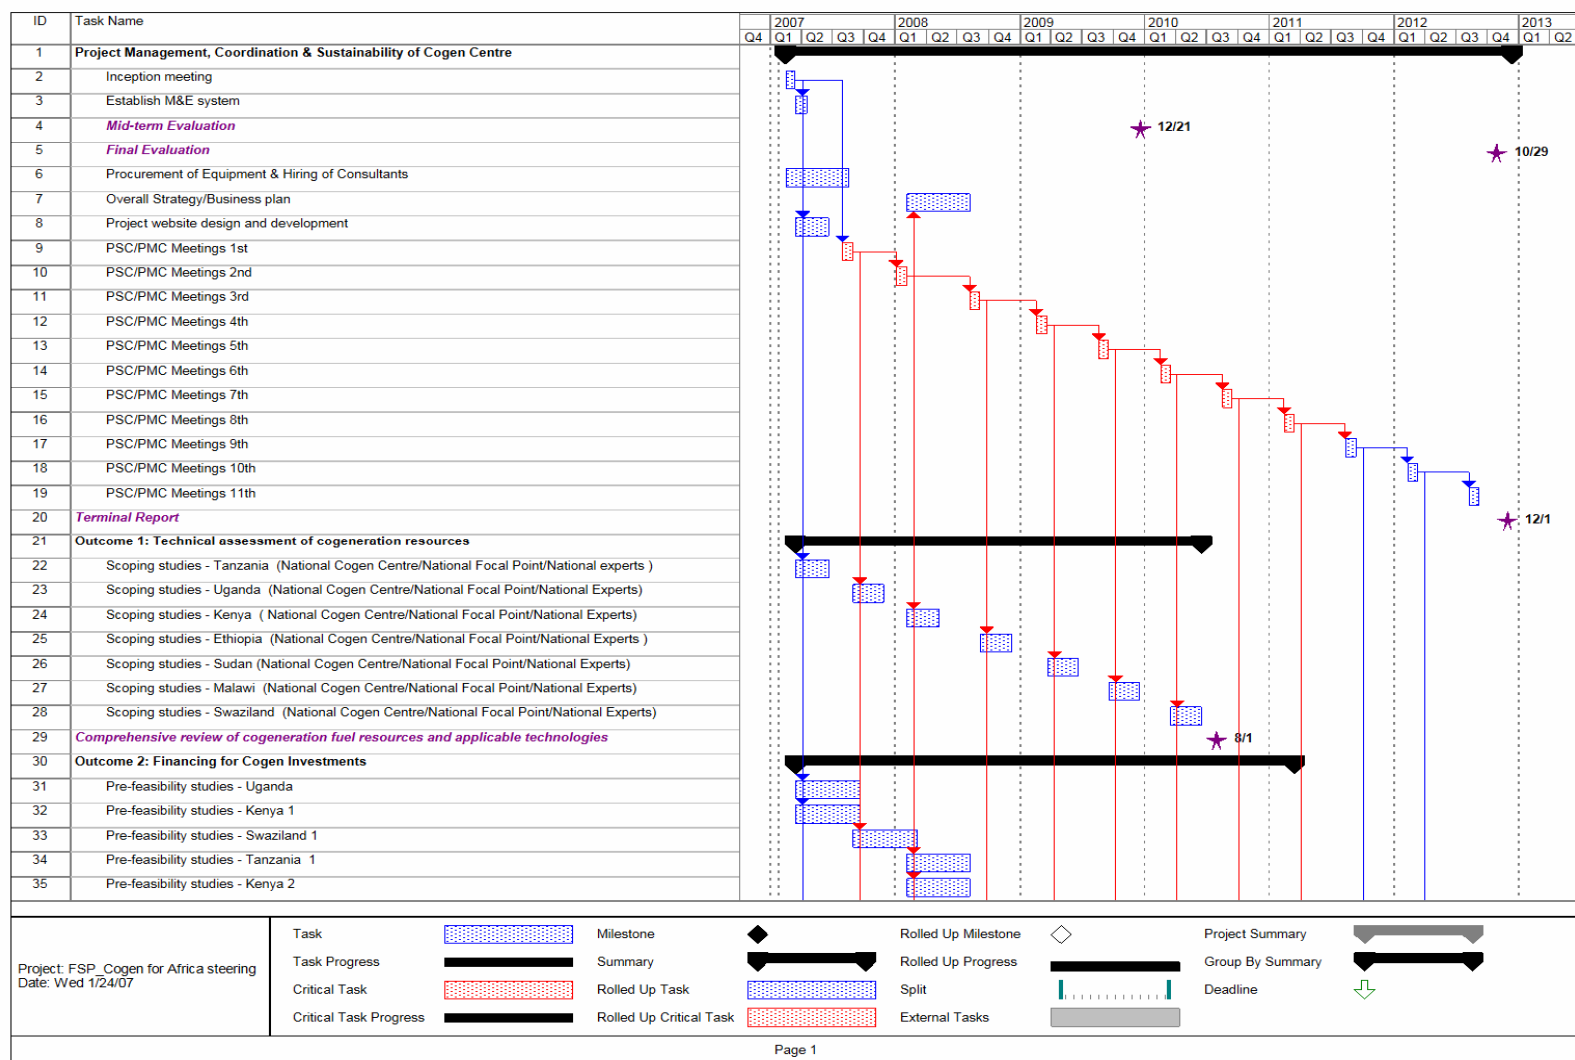 ID Task Name 2007 2008 2009 2010 2011 2012 2013
Q4 Q1 Q2 Q3 Q4 Q1 Q2 Q3 Q4 Q1 Q2 Q3 Q4 Q1 Q2 Q3 Q4 Q1 Q2 Q3 Q4 Q1 Q2 Q3 Q4 Q1 Q2
1 Project Management, Coordination & Sustainability of Cogen Centre
2 Inception meeting
3 Establish M&E system
4 Mid-term Evaluation 12/21
5 Final Evaluation 10/29
6 Procurement of Equipment & Hiring of Consultants
7 Overall Strategy/Business plan
8 Project website design and development
9 PSC/PMC Meetings 1st
10 PSC/PMC Meetings 2nd
11 PSC/PMC Meetings 3rd
12 PSC/PMC Meetings 4th
13 PSC/PMC Meetings 5th
14 PSC/PMC Meetings 6th
15 PSC/PMC Meetings 7th
16 PSC/PMC Meetings 8th
17 PSC/PMC Meetings 9th
18 PSC/PMC Meetings 10th
19 PSC/PMC Meetings 11th
20 Terminal Report 12/1
21 Outcome 1: Technical assessment of cogeneration resources
22 Scoping studies - Tanzania (National Cogen Centre/National Focal Point/National experts )
23 Scoping studies - Uganda (National Cogen Centre/National Focal Point/National Experts)
24 Scoping studies - Kenya ( National Cogen Centre/National Focal Point/National Experts)
25 Scoping studies - Ethiopia (National Cogen Centre/National Focal Point/National Experts )
26 Scoping studies - Sudan (National Cogen Centre/National Focal Point/National Experts)
27 Scoping studies - Malawi (National Cogen Centre/National Focal Point/National Experts)
28 Scoping studies - Swaziland (National Cogen Centre/National Focal Point/National Experts)
29 Comprehensive review of cogeneration fuel resources and applicable technologies 8/1
30 Outcome 2: Financing for Cogen Investments
31 Pre-feasibility studies - Uganda
32 Pre-feasibility studies - Kenya 1
33 Pre-feasibility studies - Swaziland 1
34 Pre-feasibility studies - Tanzania 1
35 Pre-feasibility studies - Kenya 2
Project: FSP_Cogen for Africa steering
Date: Wed 1/24/07
Task Milestone Rolled Up Milestone Project Summary
Task Progress Summary Rolled Up Progress Group By Summary
Critical Task Rolled Up Task Split Deadline
Critical Task Progress Rolled Up Critical Task External Tasks
Page 1